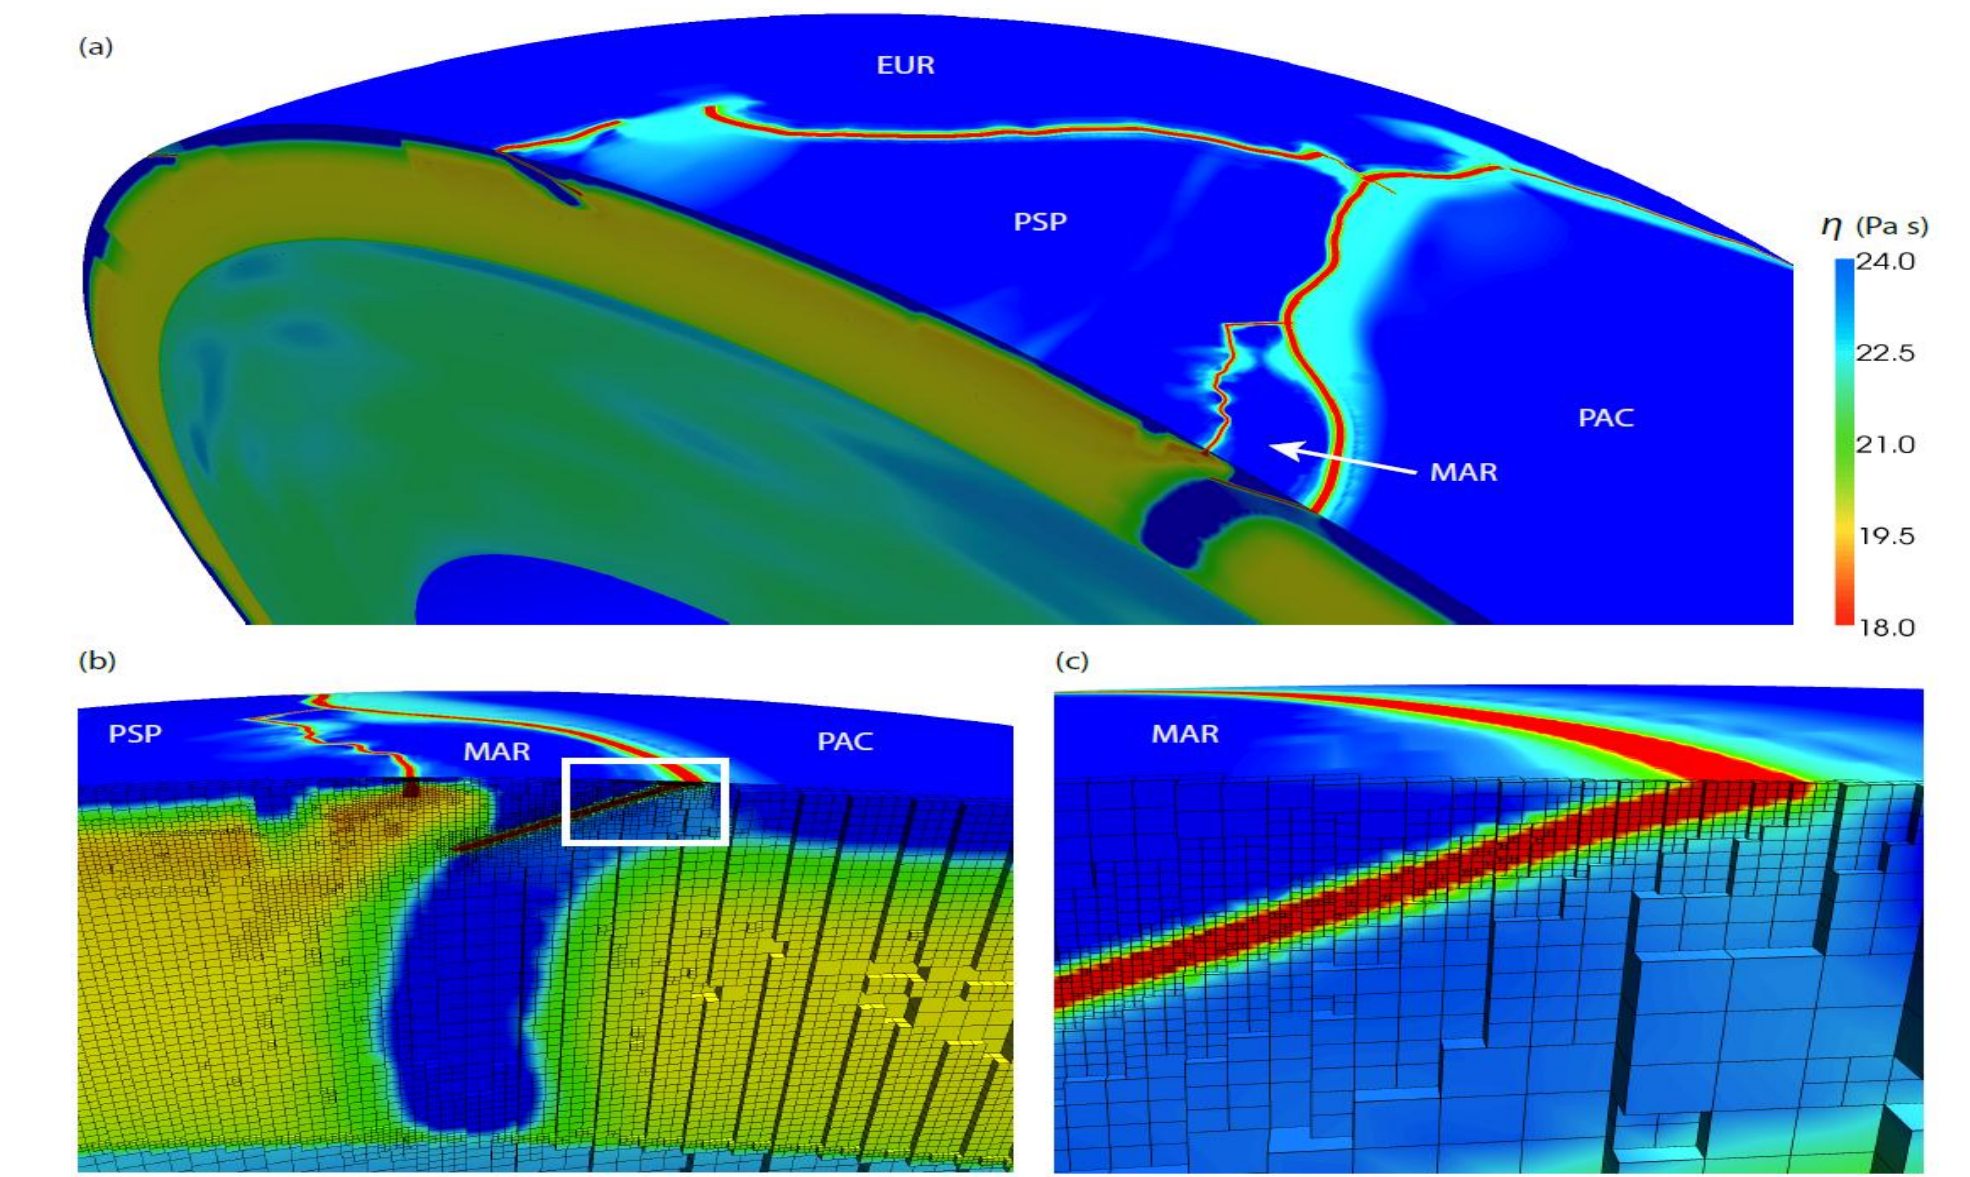 (a)
EUR
PSP
η (Pa s)
24.0
22.5
PAC
21.0
MAR
19.5
18.0
(b)
(c)
PSP
MAR
PAC
MAR